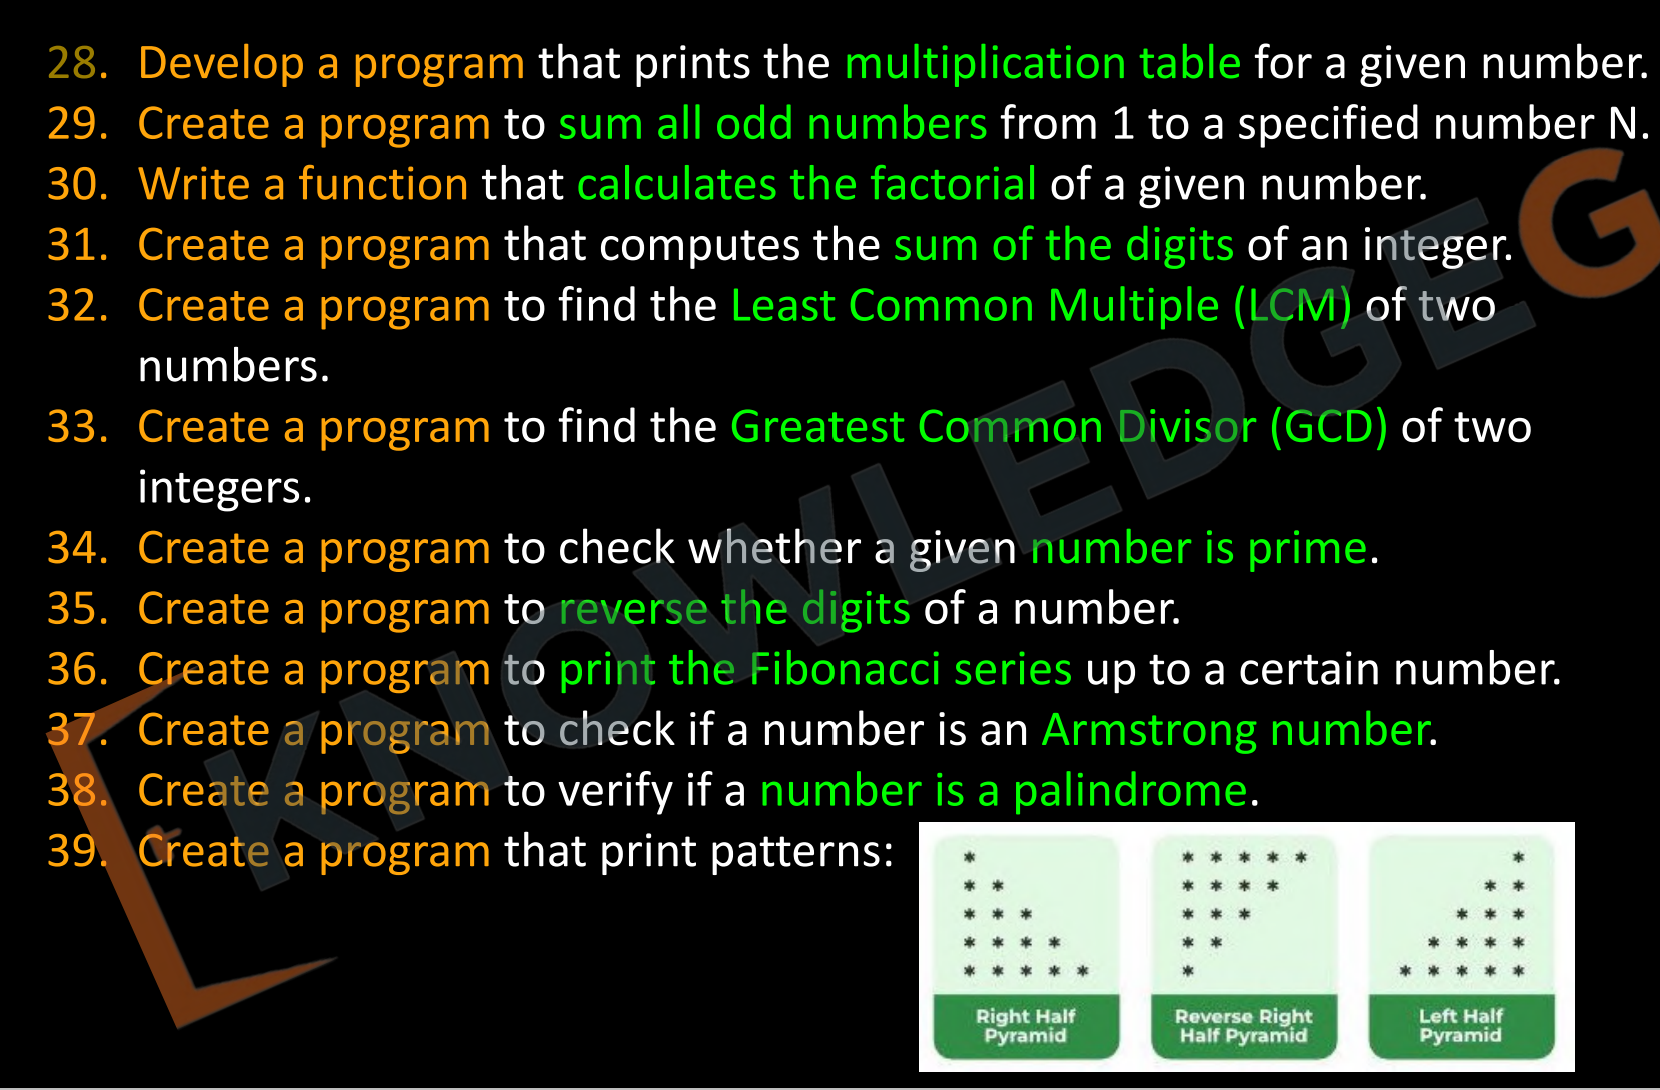 28. Develop a program that prints the multiplication table for a given number.
29. Create a program to sum all odd numbers from 1 to a specified number N.
30. Write a function that calculates the factorial of a given number.
31. Create a program that computes the sum of the digits of an integer.
32. Create a program to find the Least Common Multiple (LCM) of two
numbers.
33. Create a program to find the Greatest Common Divisor (GCD) of two
integers.
34. Create a program to check whether a given number is prime.
35. Create a program to reverse the digits of a number.
36. Create a program to print the Fibonacci series up to a certain number.
37. Create a program to check if a number is an Armstrong number.
38. Create a program to verify if a number is a palindrome.
39. Create a program that print patterns:
*
* *
* * *
* * * *
* * * * *
Right Half
Pyramid
* * * * *
* * * *
* * *
* *
*
Reverse Right
Half Pyramid
*
* *
* * *
* * * *
* * * * *
Left Half
Pyramid
KNOWLEDGE G